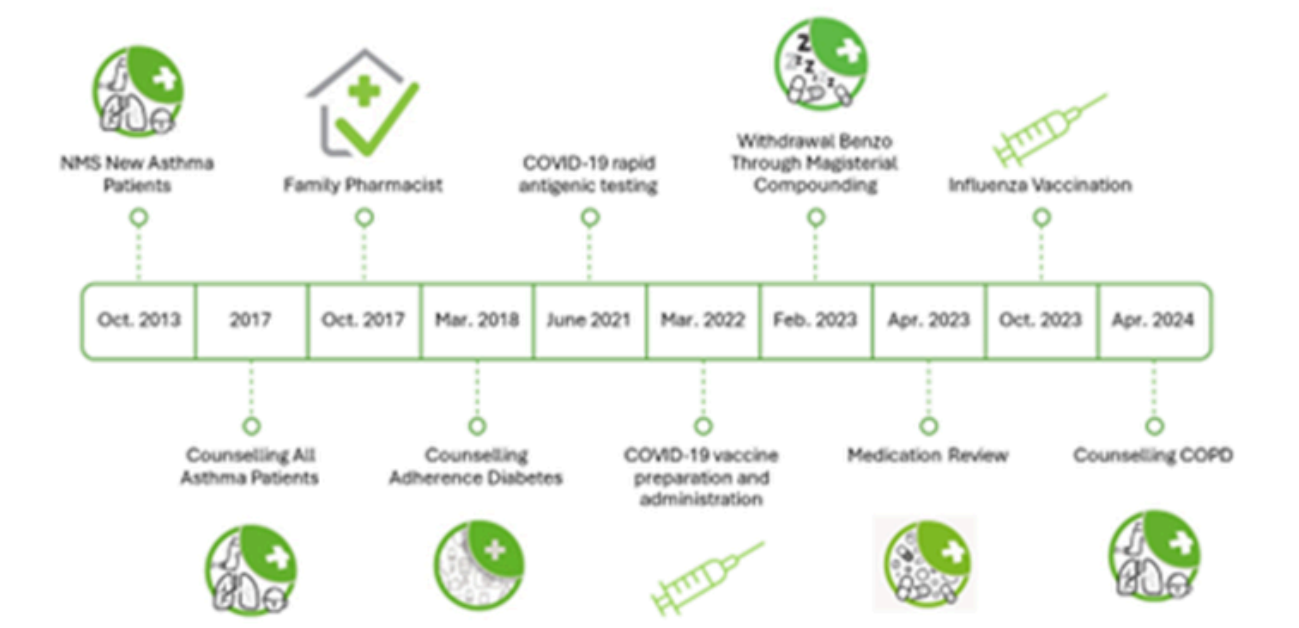 NMS New Asthma
Patients
Family Pharmacist
COVID-19 rapid
antigenic testing
Withdrawal Benzo
Through Magisterial
Compounding
Influenza Vaccination
Oct. 2013
2017
Oct. 2017
Mar. 2018
June 2021
Mar. 2022
Feb. 2023
Apr. 2023
Oct. 2023
Apr. 2024
Counselling All
Asthma Patients
Counselling
Adherence Diabetes
COVID-19 vaccine
preparation and
administration
Medication Review
Counselling COPD